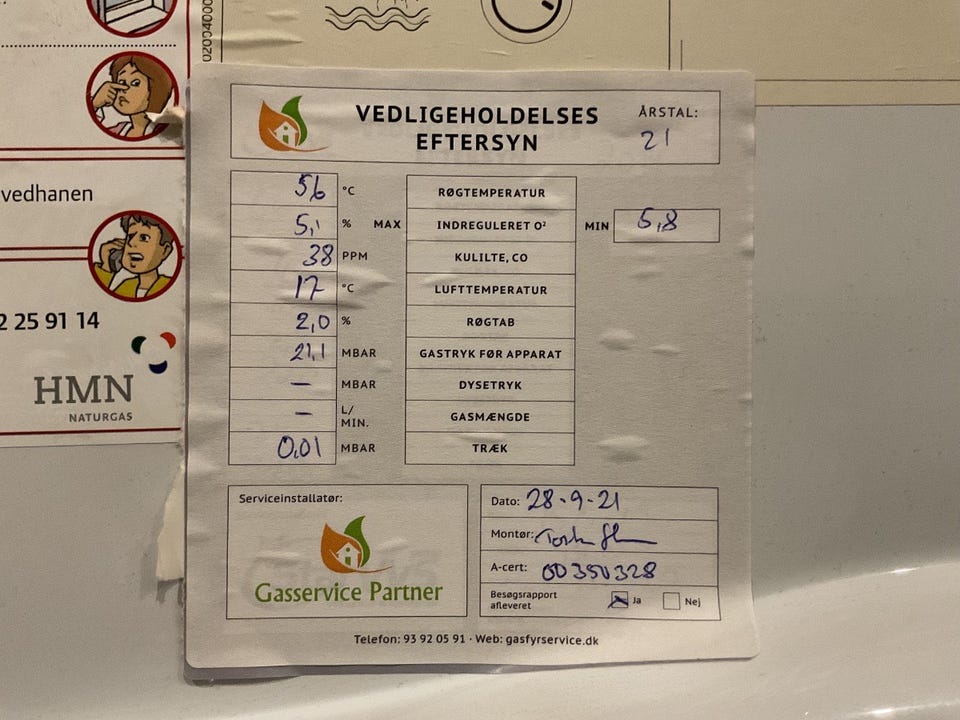 0204000
VEDLIGEHOLDELSES
EFTERSYN
ÅRSTAL:
21
56 °C RØGTEMPERATUR
5,1 % MAX INDREGULERET O² MIN 5,8
38 PPM KULILTE, CO
17 °C LUFTTEMPERATUR
2,0 % RØGTAB
21,1 MBAR GASTRYK FØR APPARAT
— MBAR DYSETRYK
— L/
MIN. GASMÆNGDE
0,01 MBAR TRÆK
Serviceinstallatør:
Gasservice Partner
Dato: 28-9-21
Montør:
A-cert: 00350328
Besøgsrapport
afleveret Ja Nej
Telefon: 93 92 05 91 · Web: gasfyrservice.dk
vedhanen
2 25 91 14
HMN
NATURGAS